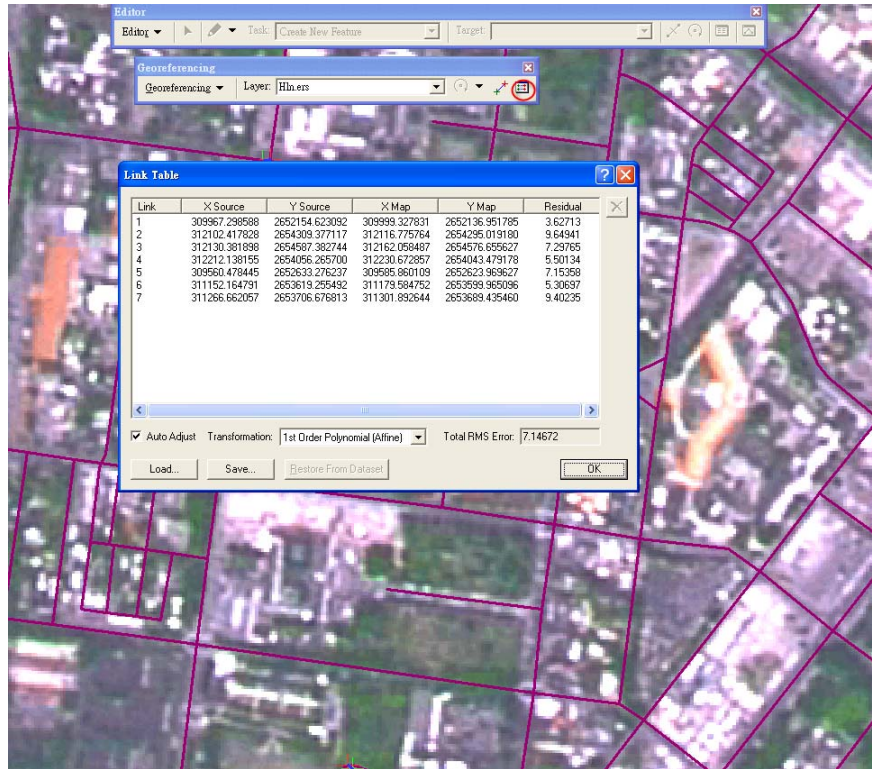 Editor
Editor Task: Create New Feature Target:
Georeferencing
Georeferencing Layer: Hln.ers
Link Table
Link X Source Y Source X Map Y Map Residual
1 309967.298588 2652154.623092 309999.327831 2652136.951785 3.62713
2 312102.417828 2654309.377117 312116.775764 2654295.019180 9.64941
3 312130.381898 2654587.382744 312162.058487 2654576.655627 7.29765
4 312212.138155 2654056.265700 312230.672857 2654043.479178 5.50134
5 309560.478445 2652633.276237 309585.860109 2652623.969627 7.15358
6 311152.164791 2653619.255492 311179.584752 2653599.965096 5.30697
7 311266.662057 2653706.676813 311301.892644 2653689.435460 9.40235
Auto Adjust Transformation: 1st Order Polynomial (Affine) Total RMS Error: 7.14672
Load... Save... Restore From Dataset OK